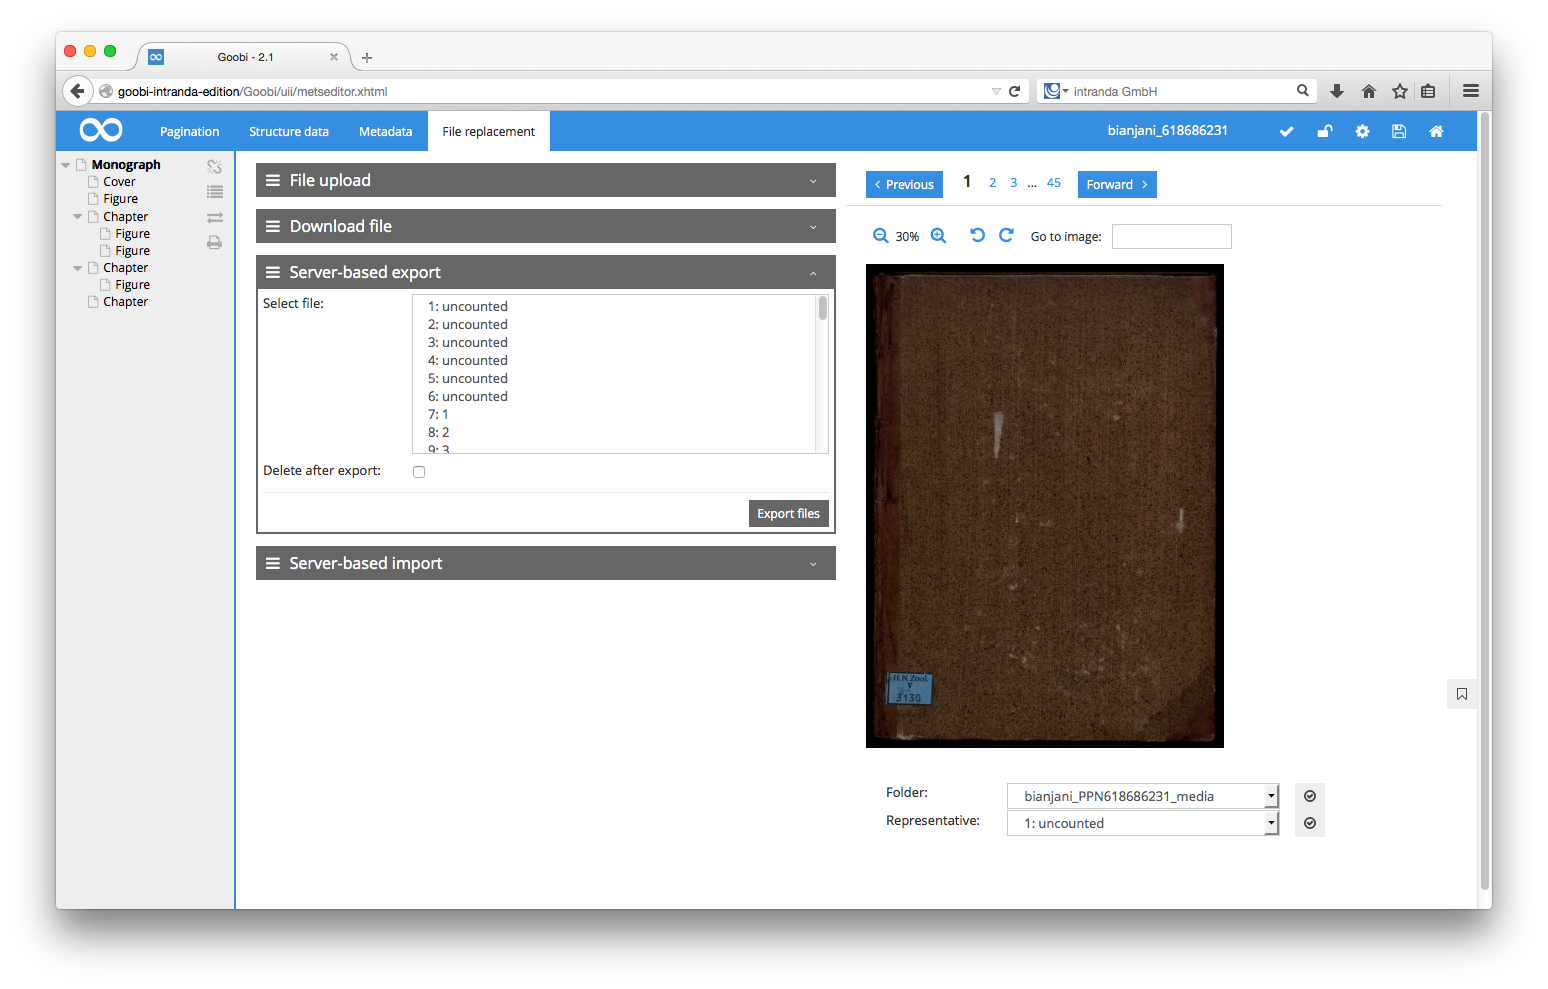 Goobi - 2.1
goobi-intranda-edition/Goobi/uii/metseditor.xhtml
intranda GmbH
Pagination
Structure data
Metadata
File replacement
bianjani_618686231
Monograph
Cover
Figure
Chapter
Figure
Figure
Chapter
Figure
Chapter
File upload
Download file
Server-based export
Select file:
1: uncounted
2: uncounted
3: uncounted
4: uncounted
5: uncounted
6: uncounted
7: 1
8: 2
9: 3
Delete after export:
Export files
Server-based import
Previous 1 2 3 ... 45 Forward
30% Go to image:
H.N.Zool.
V
3130
Folder: bianjani_PPN618686231_media
Representative: 1: uncounted